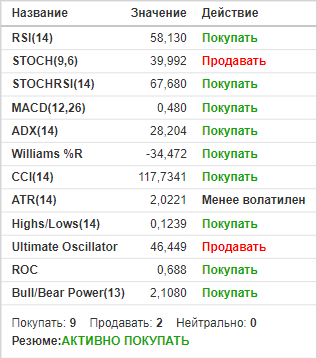 Название Значение Действие
RSI(14) 58,130 Покупать
STOCH(9,6) 39,992 Продавать
STOCHRSI(14) 67,680 Покупать
MACD(12,26) 0,480 Покупать
ADX(14) 28,204 Покупать
Williams %R -34,472 Покупать
CCI(14) 117,7341 Покупать
ATR(14) 2,0221 Менее волатилен
Highs/Lows(14) 0,1239 Покупать
Ultimate Oscillator 46,449 Продавать
ROC 0,688 Покупать
Bull/Bear Power(13) 2,1080 Покупать
Покупать: 9 Продавать: 2 Нейтрально: 0
Резюме:АКТИВНО ПОКУПАТЬ